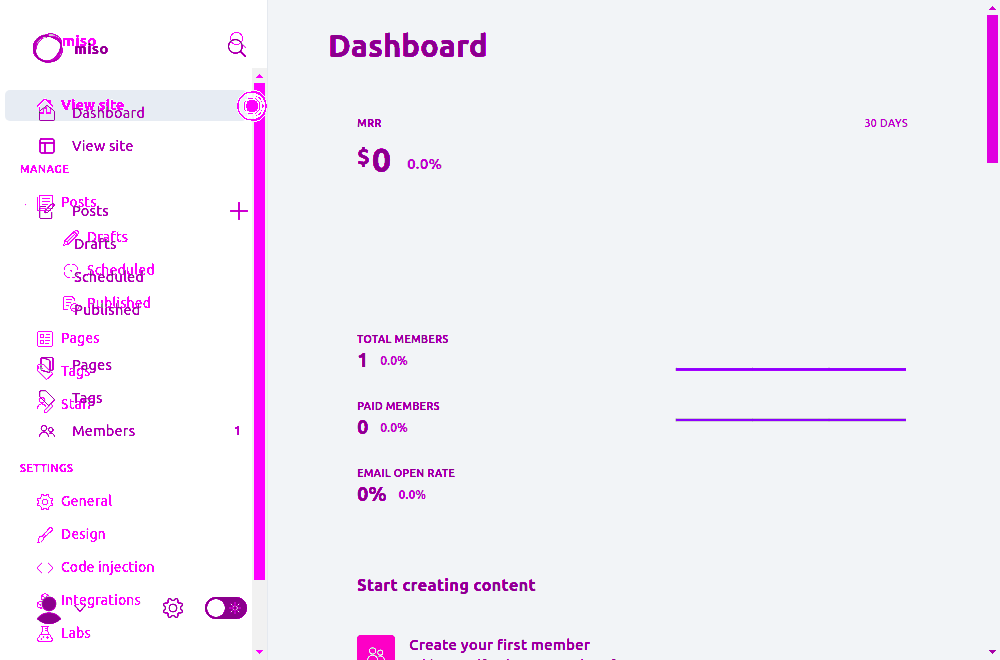 miso
miso
View site
Dashboard
View site
MANAGE
Posts
Posts
Drafts
Drafts
Scheduled
Scheduled
Published
Published
Pages
Pages
Tags
Tags
Staff
Members 1
SETTINGS
General
Design
Code injection
Integrations
Labs
Dashboard
MRR 30 DAYS
$0 0.0%
TOTAL MEMBERS
1 0.0%
PAID MEMBERS
0 0.0%
EMAIL OPEN RATE
0% 0.0%
Start creating content
Create your first member